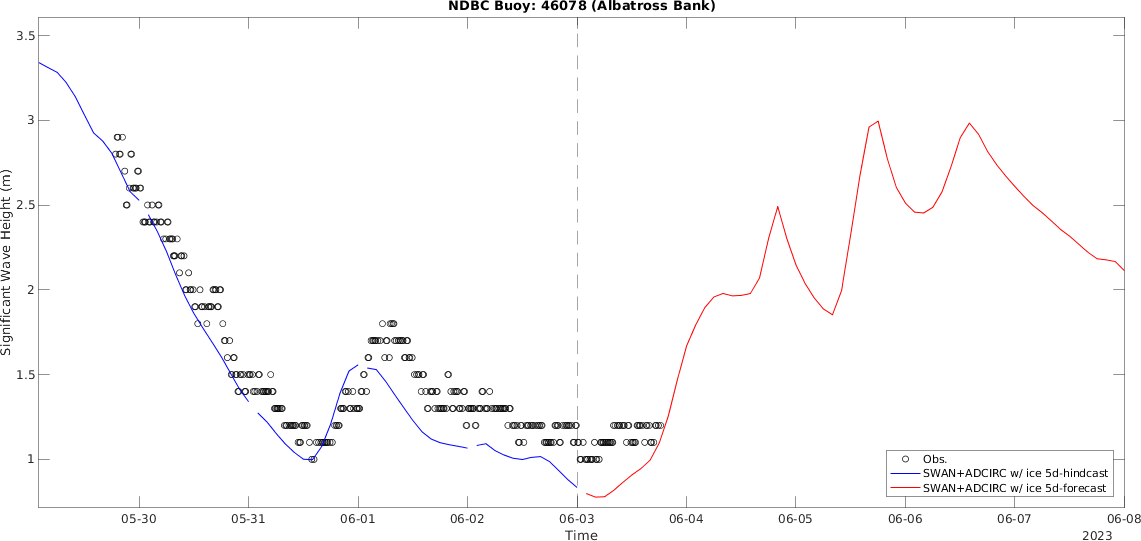 NDBC Buoy: 46078 (Albatross Bank)
3.5
3
2.5
2
1.5
1
Significant Wave Height (m)
Obs.
SWAN+ADCIRC w/ ice 5d-hindcast
SWAN+ADCIRC w/ ice 5d-forecast
05-30 05-31 06-01 06-02 06-03 06-04 06-05 06-06 06-07 06-08
Time
2023